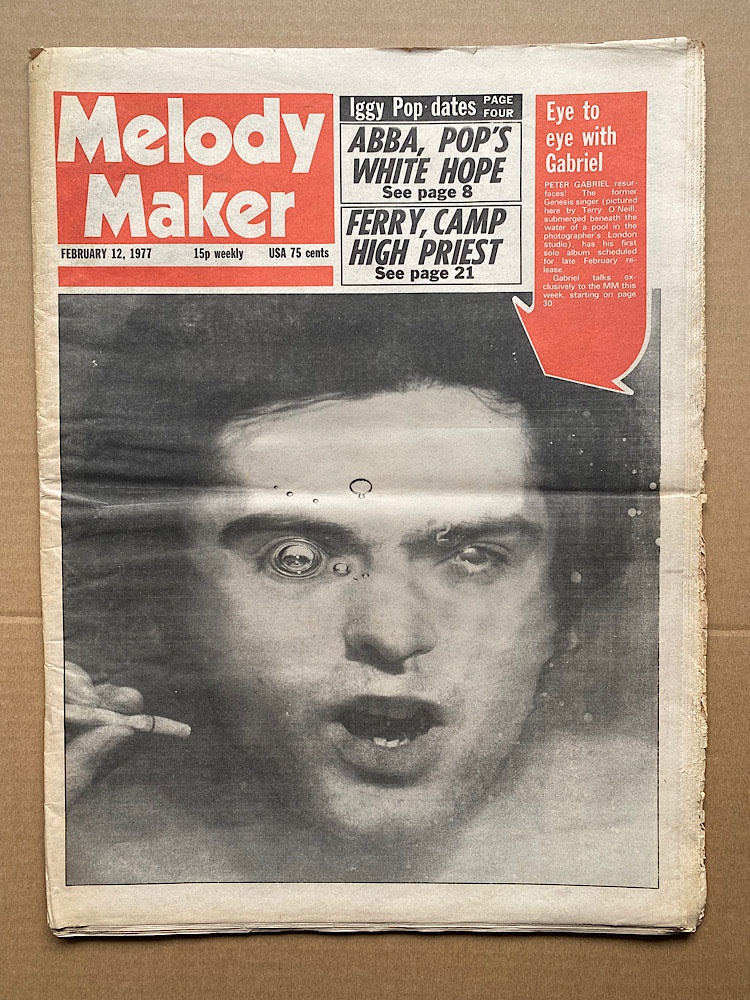 Melody
Maker
FEBRUARY 12, 1977 15p weekly USA 75 cents
Iggy Pop dates PAGE FOUR
ABBA, POP'S
WHITE HOPE
See page 8
FERRY, CAMP
HIGH PRIEST
See page 21
Eye to
eye with
Gabriel
PETER GABRIEL resur-
faces! The former
Genesis singer (pictured
here by Terry O'Neill,
submerged beneath the
water of a pool in the
photographer's London
studio), has his first
solo album scheduled
for late February re-
lease.
Gabriel talks ex-
clusively to the MM this
week, starting on page
30.